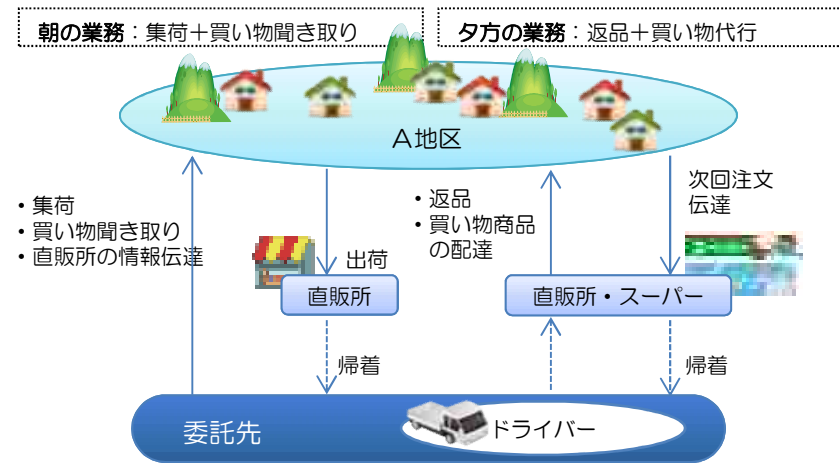 朝の業務：集荷＋買い物聞き取り
夕方の業務：返品＋買い物代行
A地区
・集荷
・買い物聞き取り
・直販所の情報伝達
出荷
・返品
・買い物商品
の配達
次回注文
伝達
直販所
直販所・スーパー
帰着
帰着
委託先
ドライバー